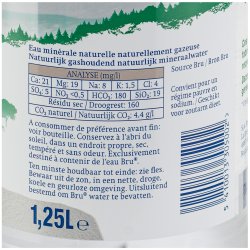 Eau minérale naturelle naturellement gazeuse
Natuurlijk gashoudend natuurlijk mineraalwater
Source Bru / Bron Bru
ANALYSE (mg/l)
Ca: 21 Mg: 19 Na: 8 K: 1.5 Cl: 4
SO₄: 5 NO₃: <0.5 HCO₃: 180 SiO₂: 19
Résidu sec / Droogrest: 160
CO₂ naturel / Natuurlijk CO₂: 4.4 g/l
Convient pour un
régime pauvre en
sodium / Geschikt
voor zoutarm
dieet.
A consommer de préférence avant fin:
voir bouteille. Conservez à l'abri du
soleil, dans un endroit propre, sec,
tempéré et sans odeur. Exclusivement
destiné à contenir de l'eau Bru®.
Ten minste houdbaar tot einde: zie fles.
Bewaar uit de zon, in een droge,
koele en geurvrije omgeving. Uitsluitend
bestemd om Bru® water te bevatten.
1,25L e